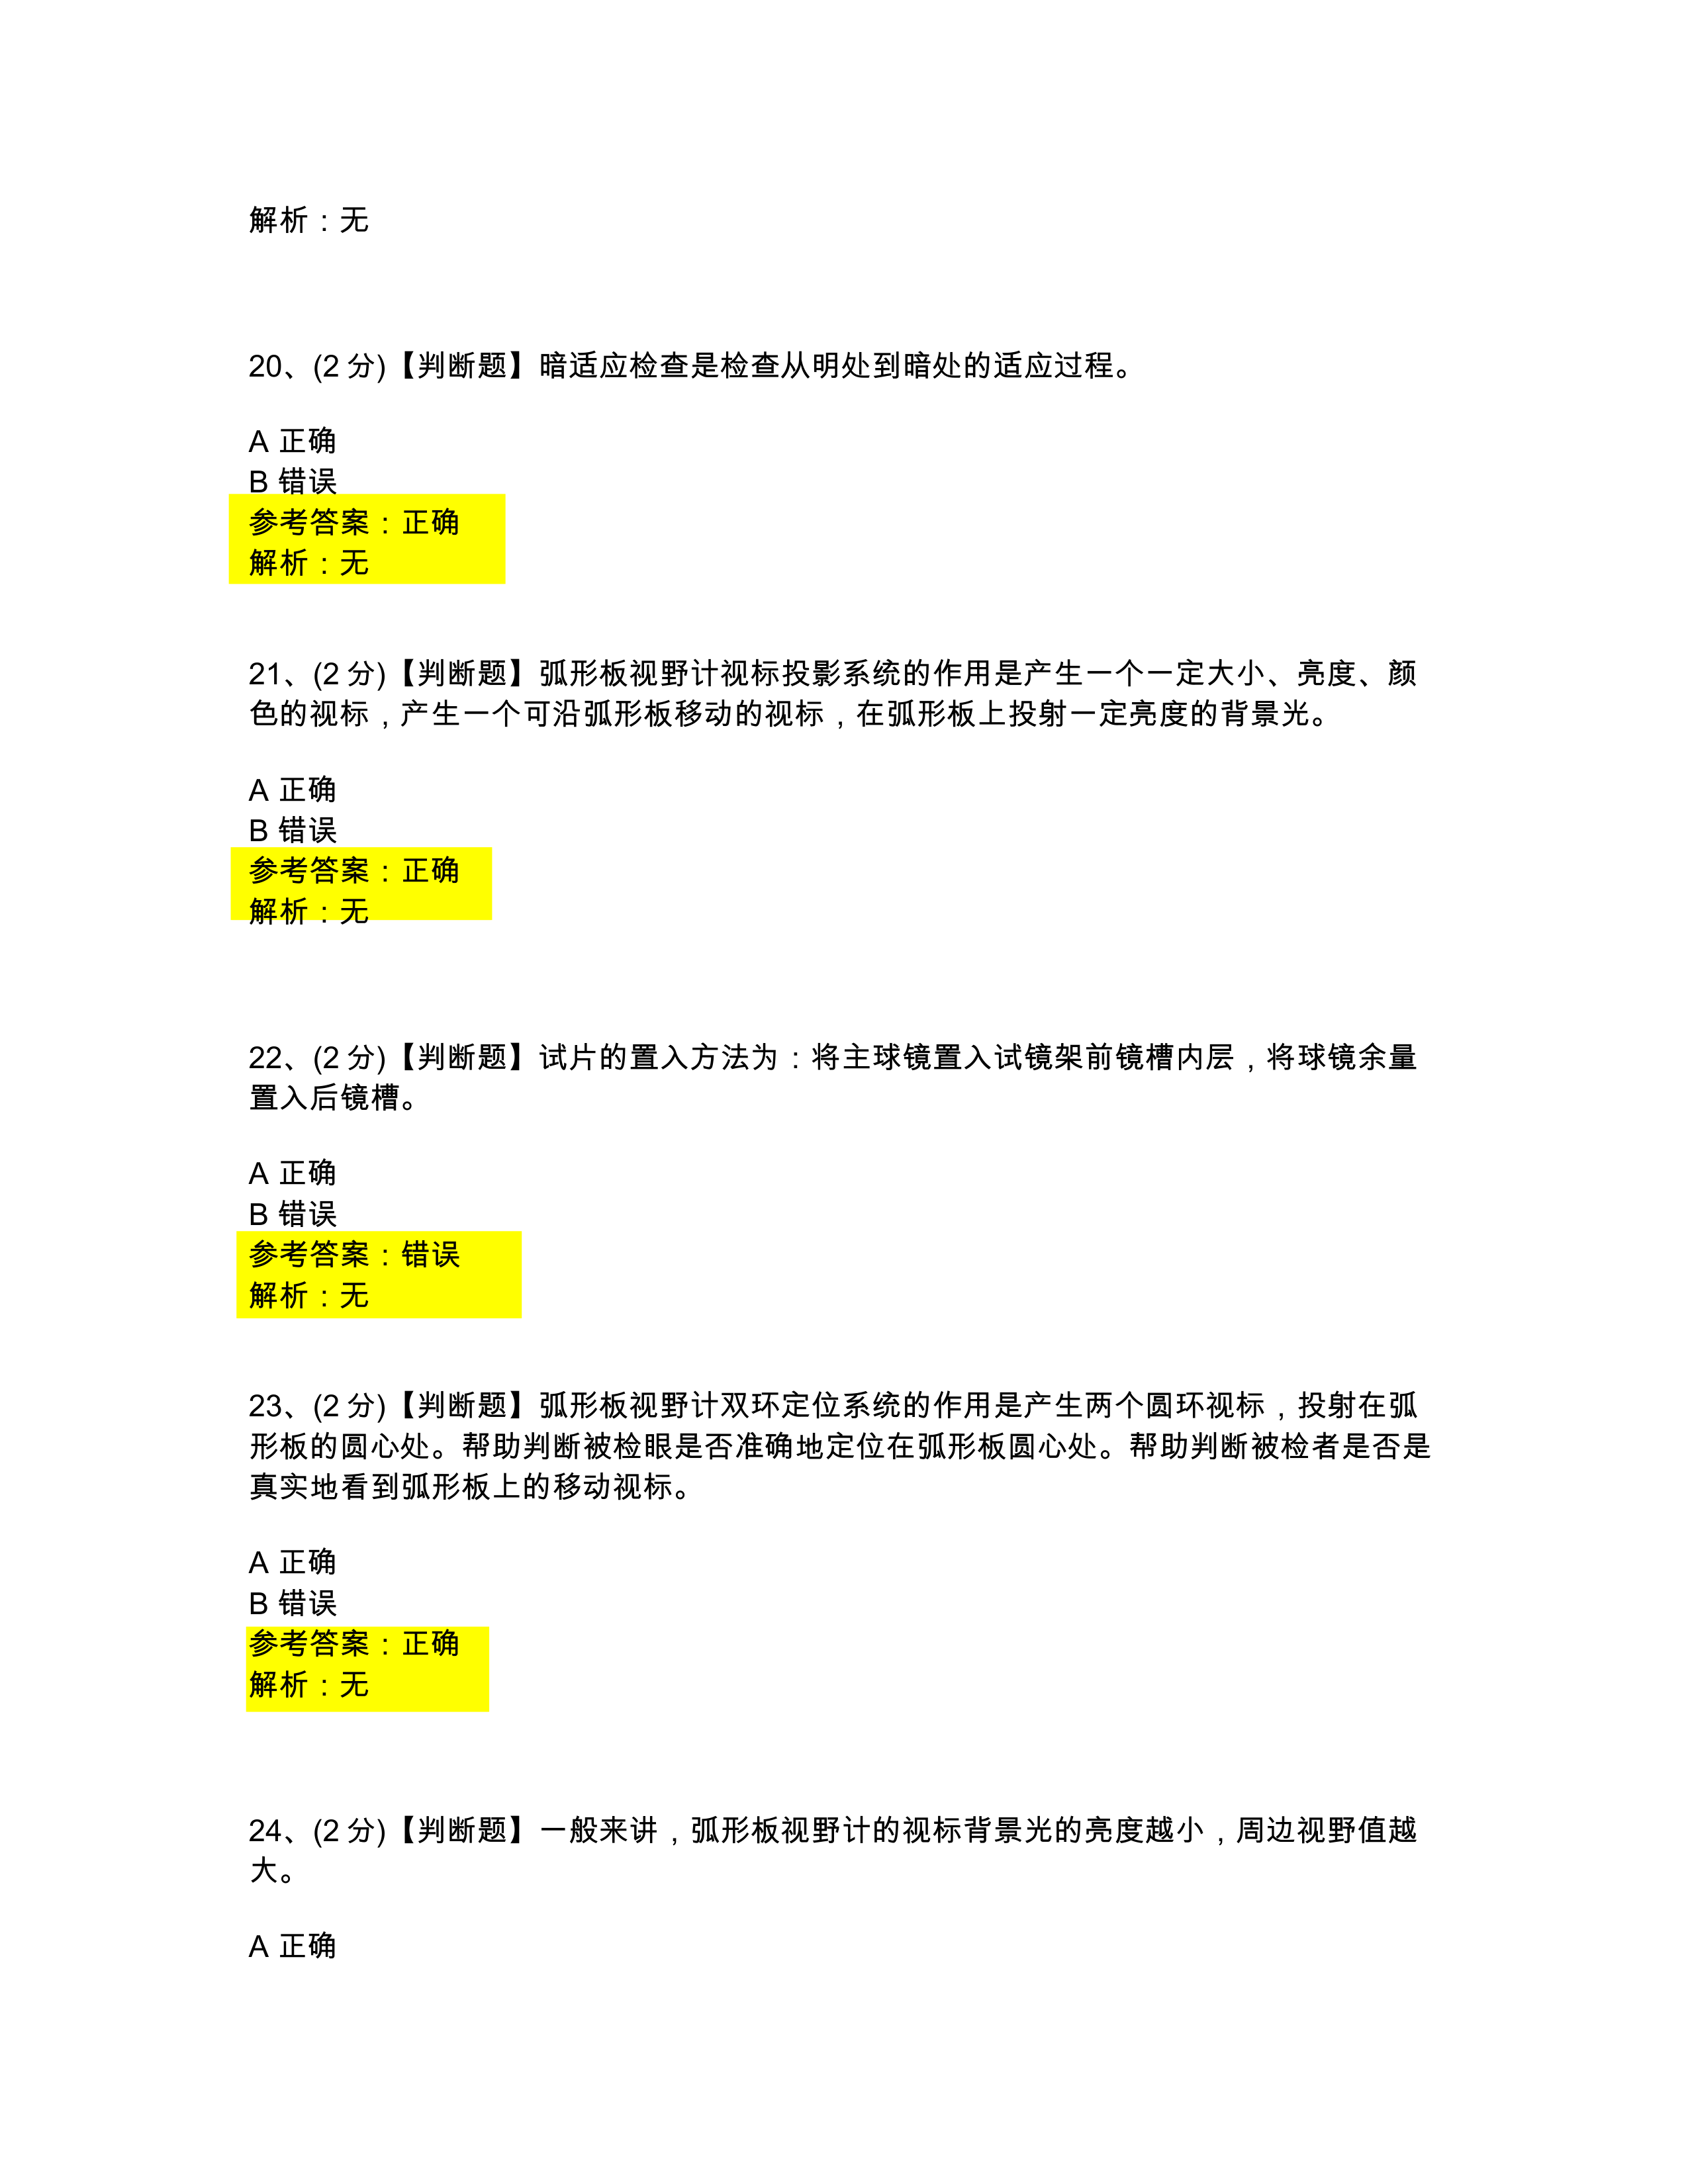 解析：无
20、(2 分)【判断题】暗适应检查是检查从明处到暗处的适应过程。
A 正确
B 错误
参考答案：正确
解析：无
21、(2 分)【判断题】弧形板视野计视标投影系统的作用是产生一个一定大小、亮度、颜
色的视标，产生一个可沿弧形板移动的视标，在弧形板上投射一定亮度的背景光。
A 正确
B 错误
参考答案：正确
解析：无
22、(2 分)【判断题】试片的置入方法为：将主球镜置入试镜架前镜槽内层，将球镜余量
置入后镜槽。
A 正确
B 错误
参考答案：错误
解析：无
23、(2 分)【判断题】弧形板视野计双环定位系统的作用是产生两个圆环视标，投射在弧
形板的圆心处。帮助判断被检眼是否准确地定位在弧形板圆心处。帮助判断被检者是否是
真实地看到弧形板上的移动视标。
A 正确
B 错误
参考答案：正确
解析：无
24、(2 分)【判断题】一般来讲，弧形板视野计的视标背景光的亮度越小，周边视野值越
大。
A 正确